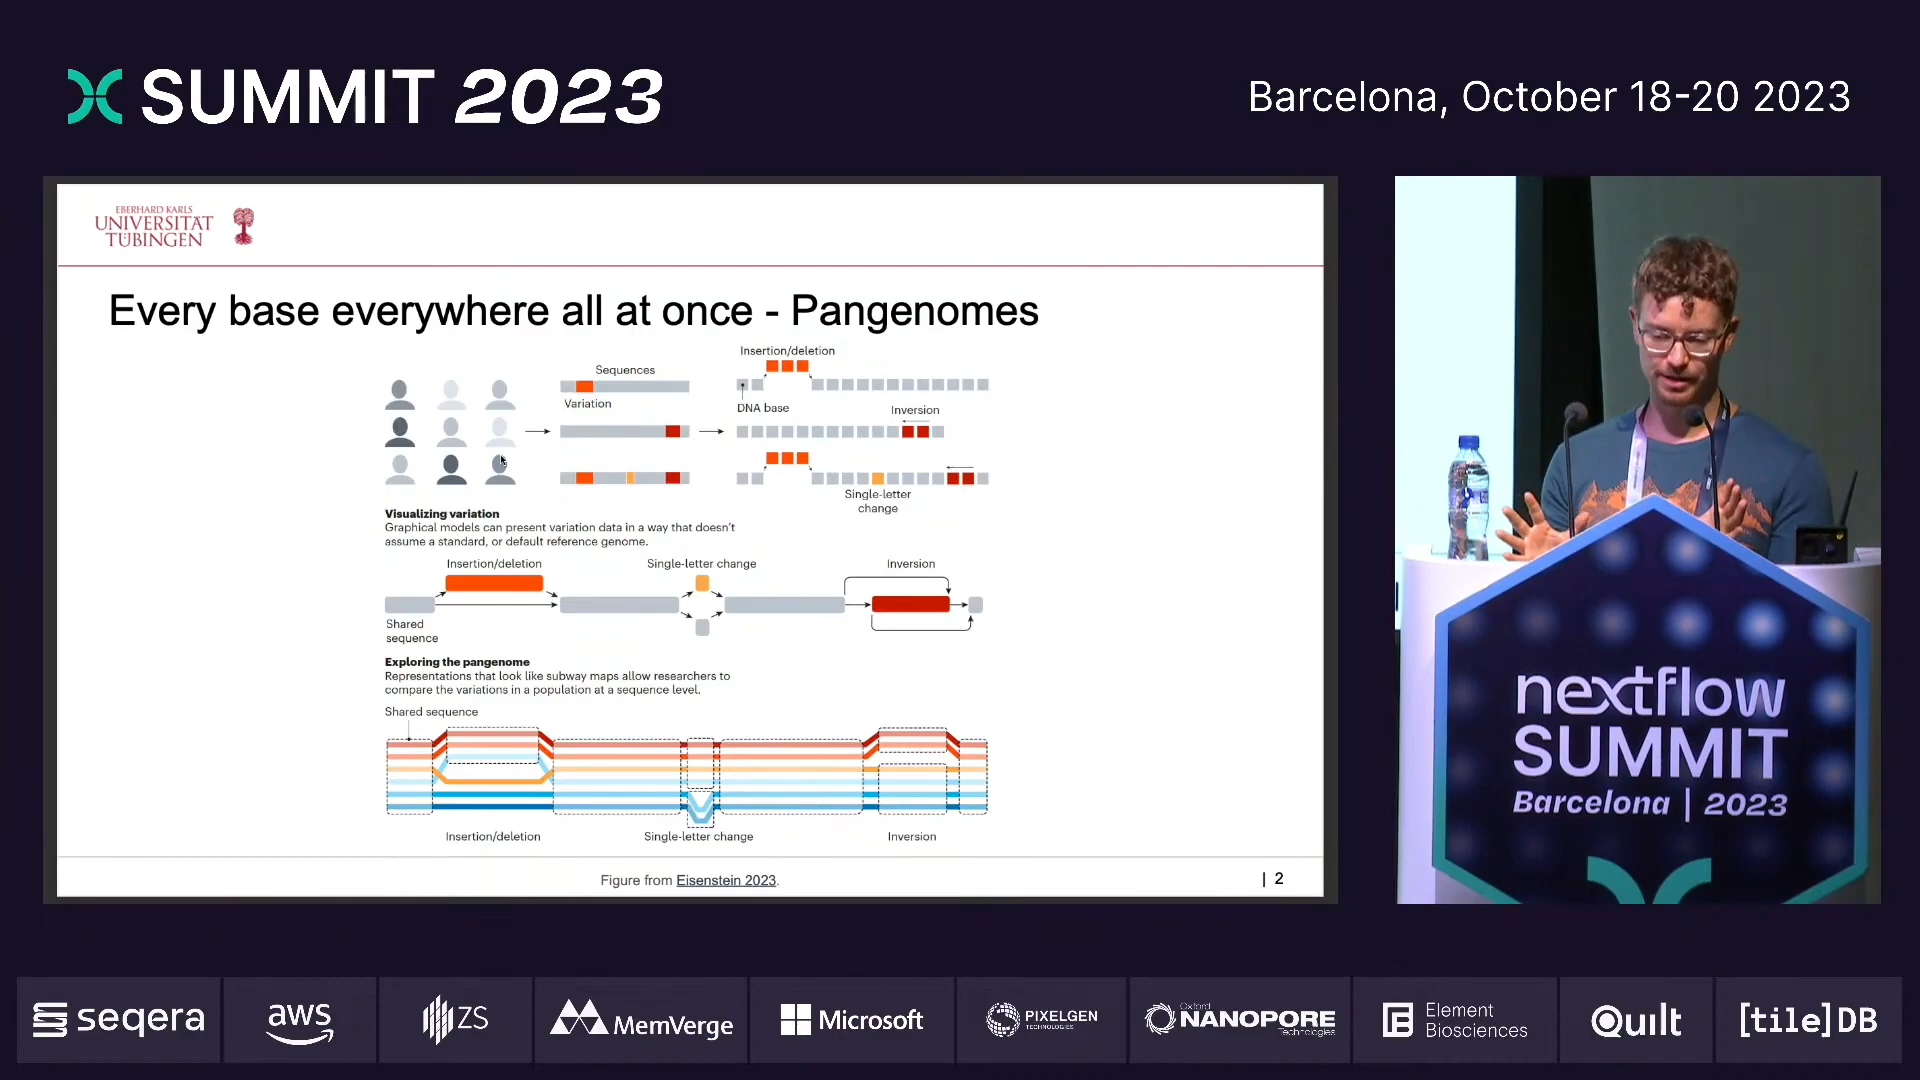 SUMMIT 2023
Barcelona, October 18-20 2023
EBERHARD KARLS
UNIVERSITÄT
TÜBINGEN
Every base everywhere all at once - Pangenomes
Insertion/deletion
Sequences
Variation
DNA base
Inversion
Single-letter
change
Visualizing variation
Graphical models can present variation data in a way that doesn't
assume a standard, or default reference genome.
Insertion/deletion
Single-letter change
Inversion
Shared
sequence
Exploring the pangenome
Representations that look like subway maps allow researchers to
compare the variations in a population at a sequence level.
Shared sequence
Insertion/deletion
Single-letter change
Inversion
Figure from Eisenstein 2023.
| 2
nextflow
SUMMIT
Barcelona | 2023
seqera
aws
ZS
MemVerge
Microsoft
PIXELGEN
TECHNOLOGIES
Oxford
NANOPORE
Technologies
Element
Biosciences
Quilt
[tile]DB